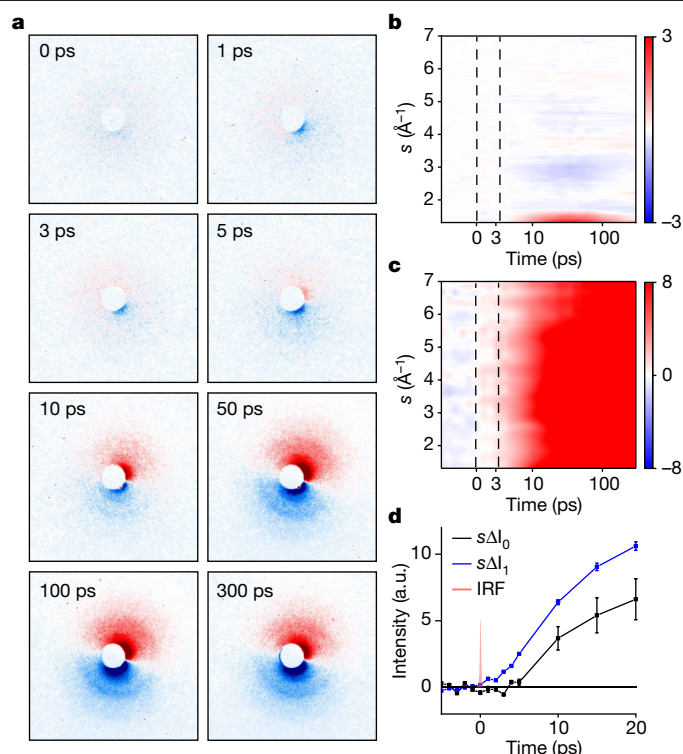 a
0 ps
1 ps
3 ps
5 ps
10 ps
50 ps
100 ps
300 ps
b
7
6
5
4
3
2
s (Å⁻¹)
0
3
10
100
Time (ps)
3
–3
c
7
6
5
4
3
2
s (Å⁻¹)
0
3
10
100
Time (ps)
8
0
–8
d
sΔI₀
sΔI₁
IRF
10
5
0
Intensity (a.u.)
0
10
20
Time (ps)